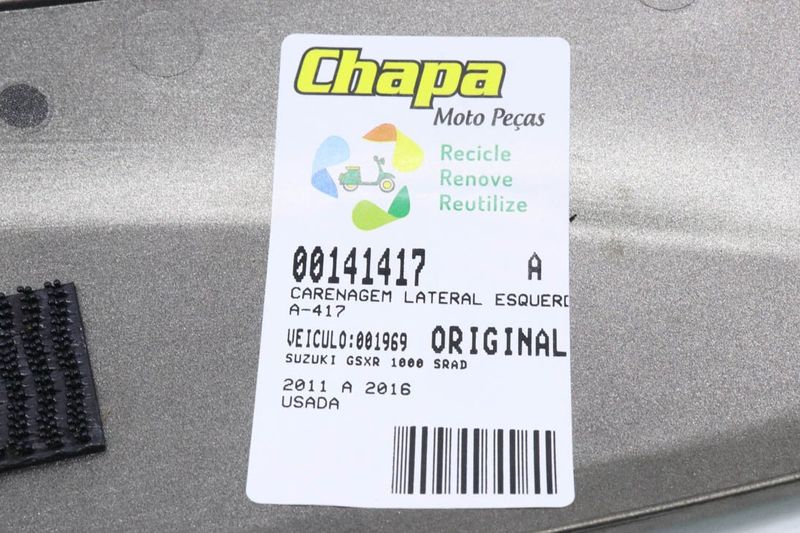 Chapa
Moto Peças
Recicle
Renove
Reutilize
00141417 A
CARENAGEM LATERAL ESQUERD
A-417
VEICULO:001969 ORIGINAL
SUZUKI GSXR 1000 SRAD
2011 A 2016
USADA